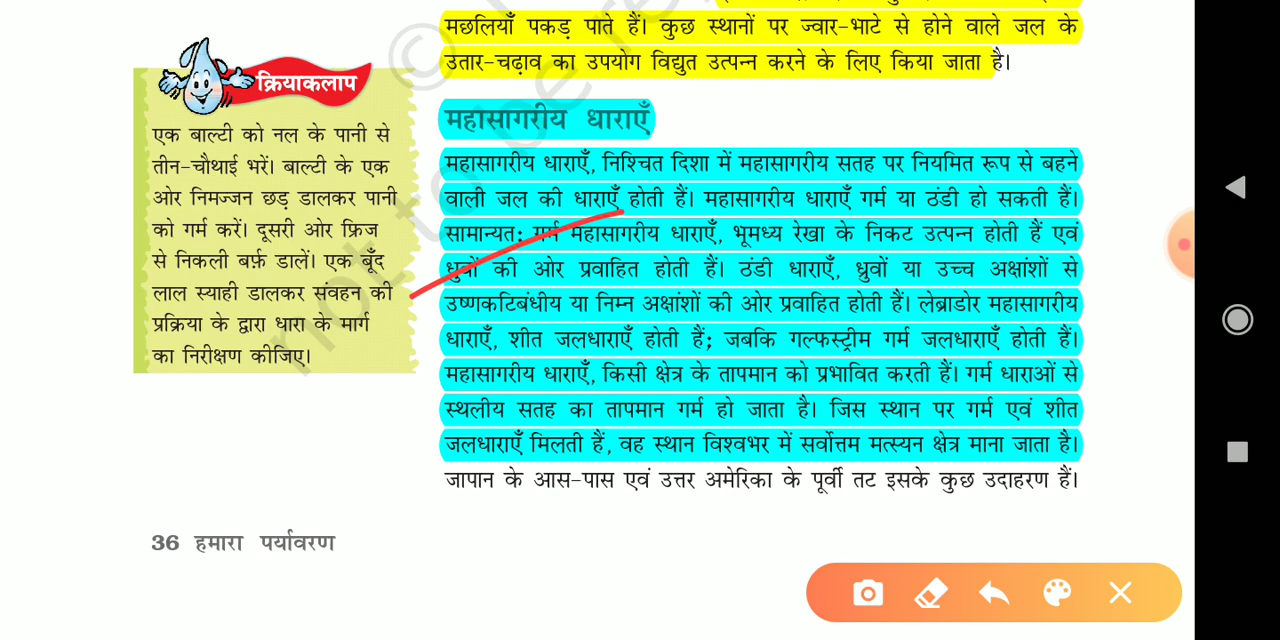 मछलियाँ पकड़ पाते हैं। कुछ स्थानों पर ज्वार-भाटे से होने वाले जल के
उतार-चढ़ाव का उपयोग विद्युत उत्पन्न करने के लिए किया जाता है।
क्रियाकलाप
एक बाल्टी को नल के पानी से
तीन-चौथाई भरें। बाल्टी के एक
ओर निमज्जन छड़ डालकर पानी
को गर्म करें। दूसरी ओर फ्रिज
से निकली बर्फ़ डालें। एक बूँद
लाल स्याही डालकर संवहन की
प्रक्रिया के द्वारा धारा के मार्ग
का निरीक्षण कीजिए।
महासागरीय धाराएँ
महासागरीय धाराएँ, निश्चित दिशा में महासागरीय सतह पर नियमित रूप से बहने
वाली जल की धाराएँ होती हैं। महासागरीय धाराएँ गर्म या ठंडी हो सकती हैं।
सामान्यत: गर्म महासागरीय धाराएँ, भूमध्य रेखा के निकट उत्पन्न होती हैं एवं
ध्रुवों की ओर प्रवाहित होती हैं। ठंडी धाराएँ, ध्रुवों या उच्च अक्षांशों से
उष्णकटिबंधीय या निम्न अक्षांशों की ओर प्रवाहित होती हैं। लेब्राडोर महासागरीय
धाराएँ, शीत जलधाराएँ होती हैं; जबकि गल्फस्ट्रीम गर्म जलधाराएँ होती हैं।
महासागरीय धाराएँ, किसी क्षेत्र के तापमान को प्रभावित करती हैं। गर्म धाराओं से
स्थलीय सतह का तापमान गर्म हो जाता है। जिस स्थान पर गर्म एवं शीत
जलधाराएँ मिलती हैं, वह स्थान विश्वभर में सर्वोत्तम मत्स्यन क्षेत्र माना जाता है।
जापान के आस-पास एवं उत्तर अमेरिका के पूर्वी तट इसके कुछ उदाहरण हैं।
36 हमारा पर्यावरण
© not to be re